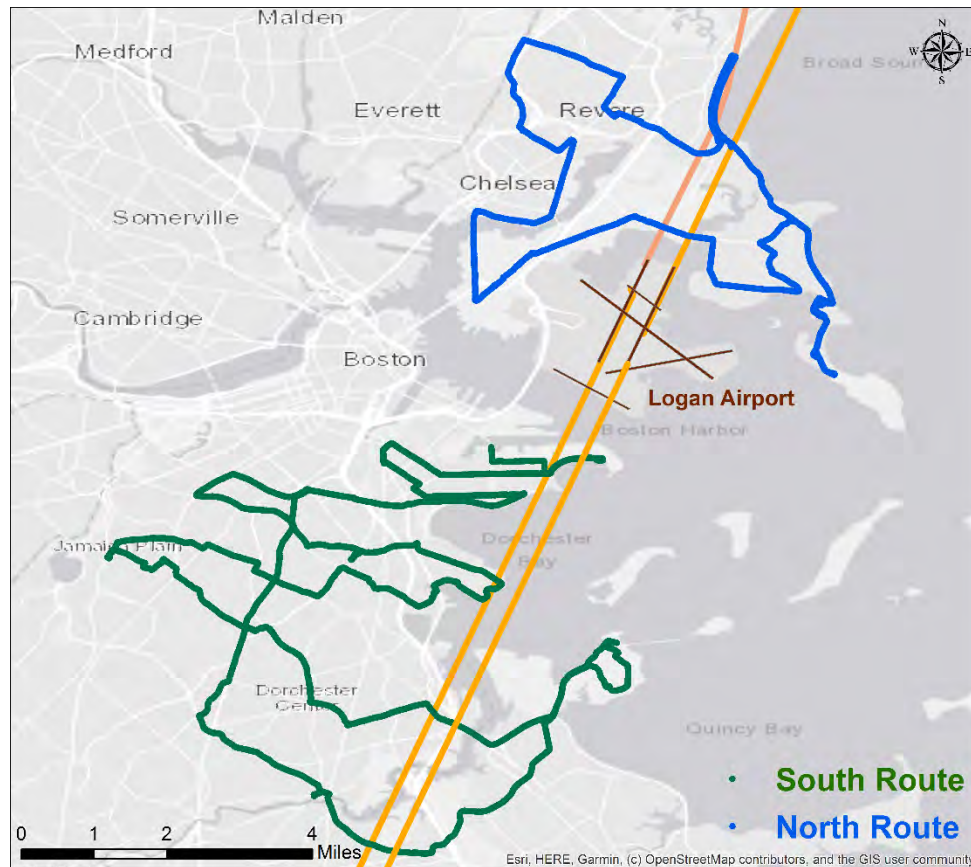 Malden
Medford
N
W E
S
Broad Soun
Everett
Revere
Chelsea
Somerville
Cambridge
Boston
Logan Airport
Boston Harbor
Dorchester
Bay
Jamaica Plain
Dorchester
Center
Quincy Bay
South Route
North Route
0 1 2 4
Miles
Esri, HERE, Garmin, (c) OpenStreetMap contributors, and the GIS user community